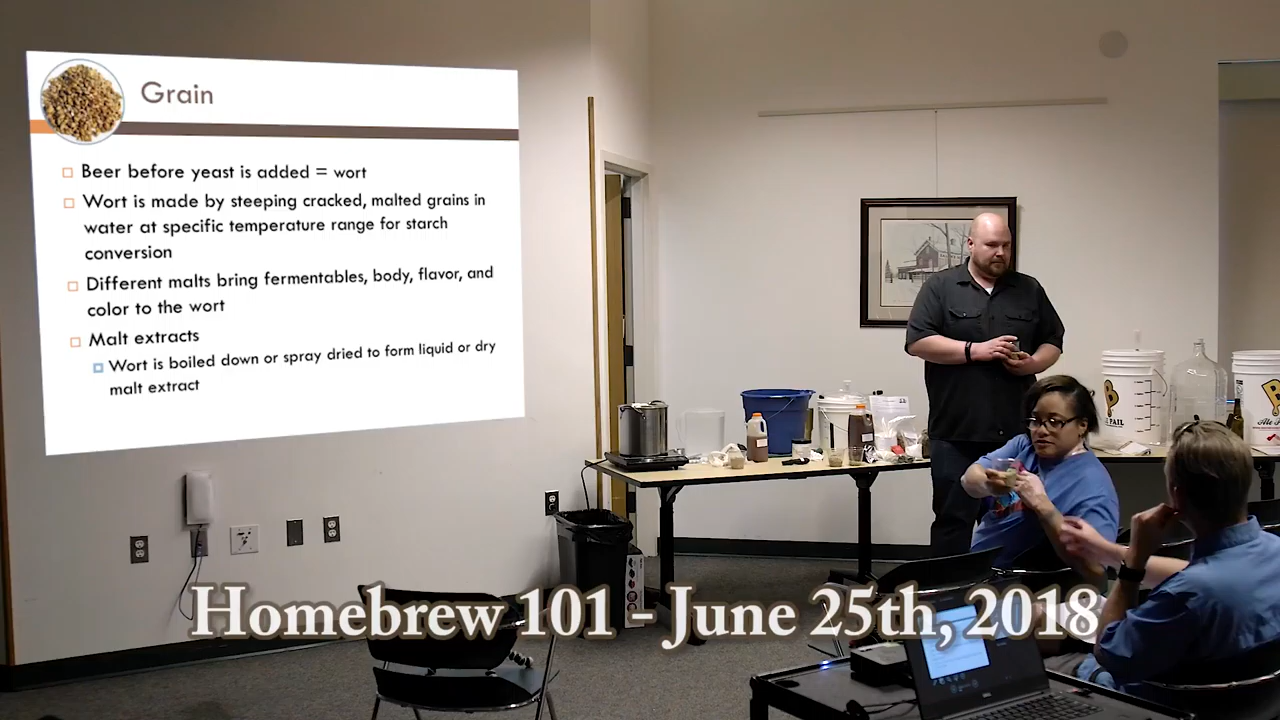 Grain
Beer before yeast is added = wort
Wort is made by steeping cracked, malted grains in
water at specific temperature range for starch
conversion
Different malts bring fermentables, body, flavor, and
color to the wort
Malt extracts
Wort is boiled down or spray dried to form liquid or dry
malt extract
Homebrew 101 - June 25th, 2018